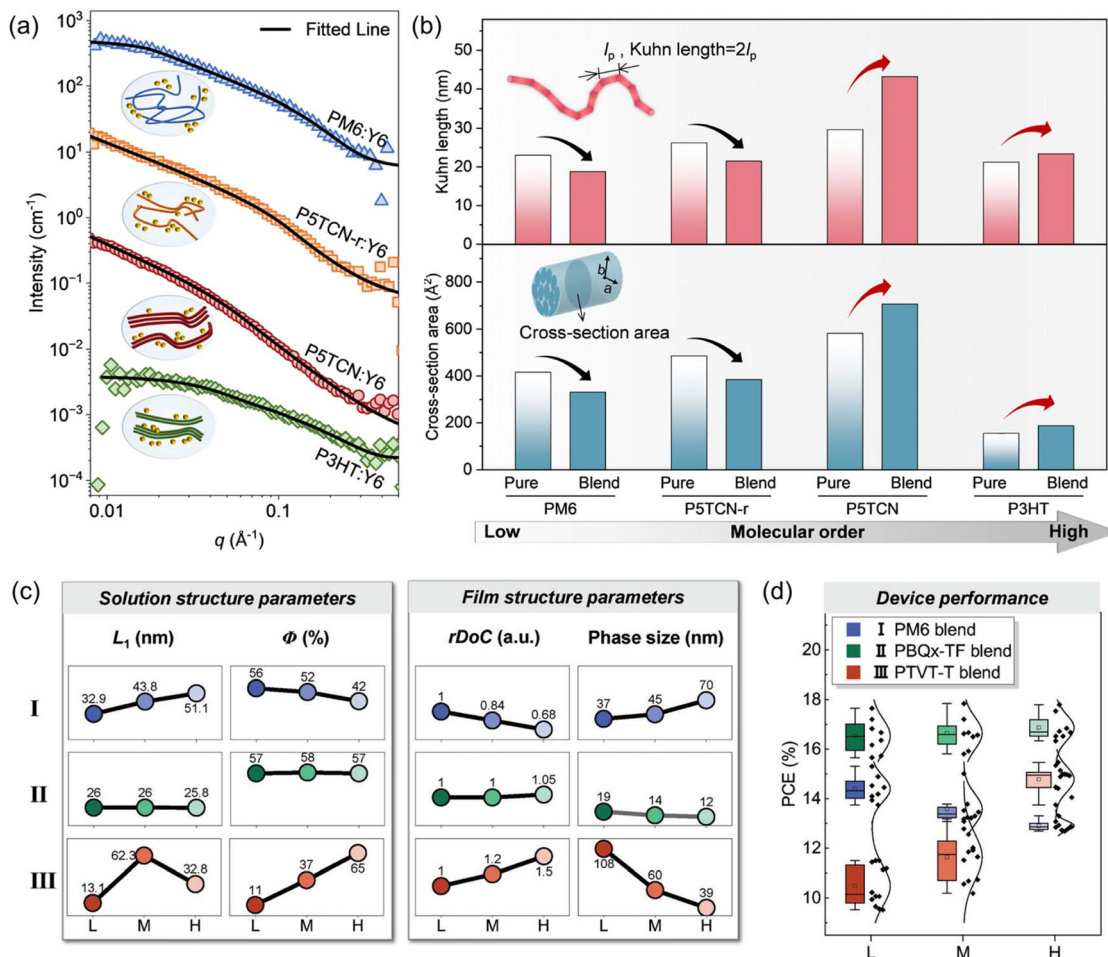 (a)
Fitted Line
Intensity (cm⁻¹)
10³
10²
10¹
10⁰
10⁻¹
10⁻²
10⁻³
10⁻⁴
PM6:Y6
P5TCN-r:Y6
P5TCN:Y6
P3HT:Y6
0.01
0.1
q (Å⁻¹)
(b)
Kuhn length (nm)
50
40
30
20
10
0
lp , Kuhn length=2lp
Cross-section area (Å²)
800
600
400
200
0
b
a
Cross-section area
Pure Blend Pure Blend Pure Blend Pure Blend
PM6 P5TCN-r P5TCN P3HT
Low Molecular order High
(c)
Solution structure parameters
Film structure parameters
L₁ (nm) Φ (%) rDoC (a.u.) Phase size (nm)
I
32.9 43.8 51.1
56 52 42
1 0.84 0.68
37 45 70
II
26 26 25.8
57 58 57
1 1 1.05
19 14 12
III
13.1 62.3 32.8
11 37 65
1 1.2 1.5
108 60 39
L M H L M H L M H L M H
(d)
Device performance
I PM6 blend
II PBQx-TF blend
III PTVT-T blend
PCE (%)
18
16
14
12
10
L M H